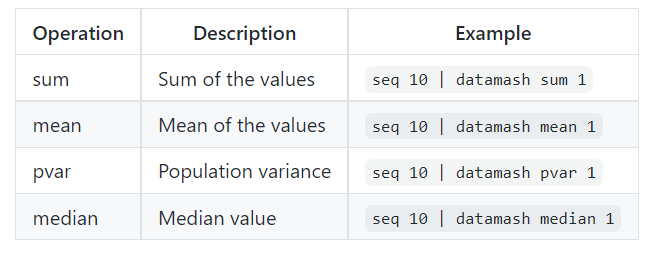 Operation Description Example
sum Sum of the values seq 10 | datamash sum 1
mean Mean of the values seq 10 | datamash mean 1
pvar Population variance seq 10 | datamash pvar 1
median Median value seq 10 | datamash median 1